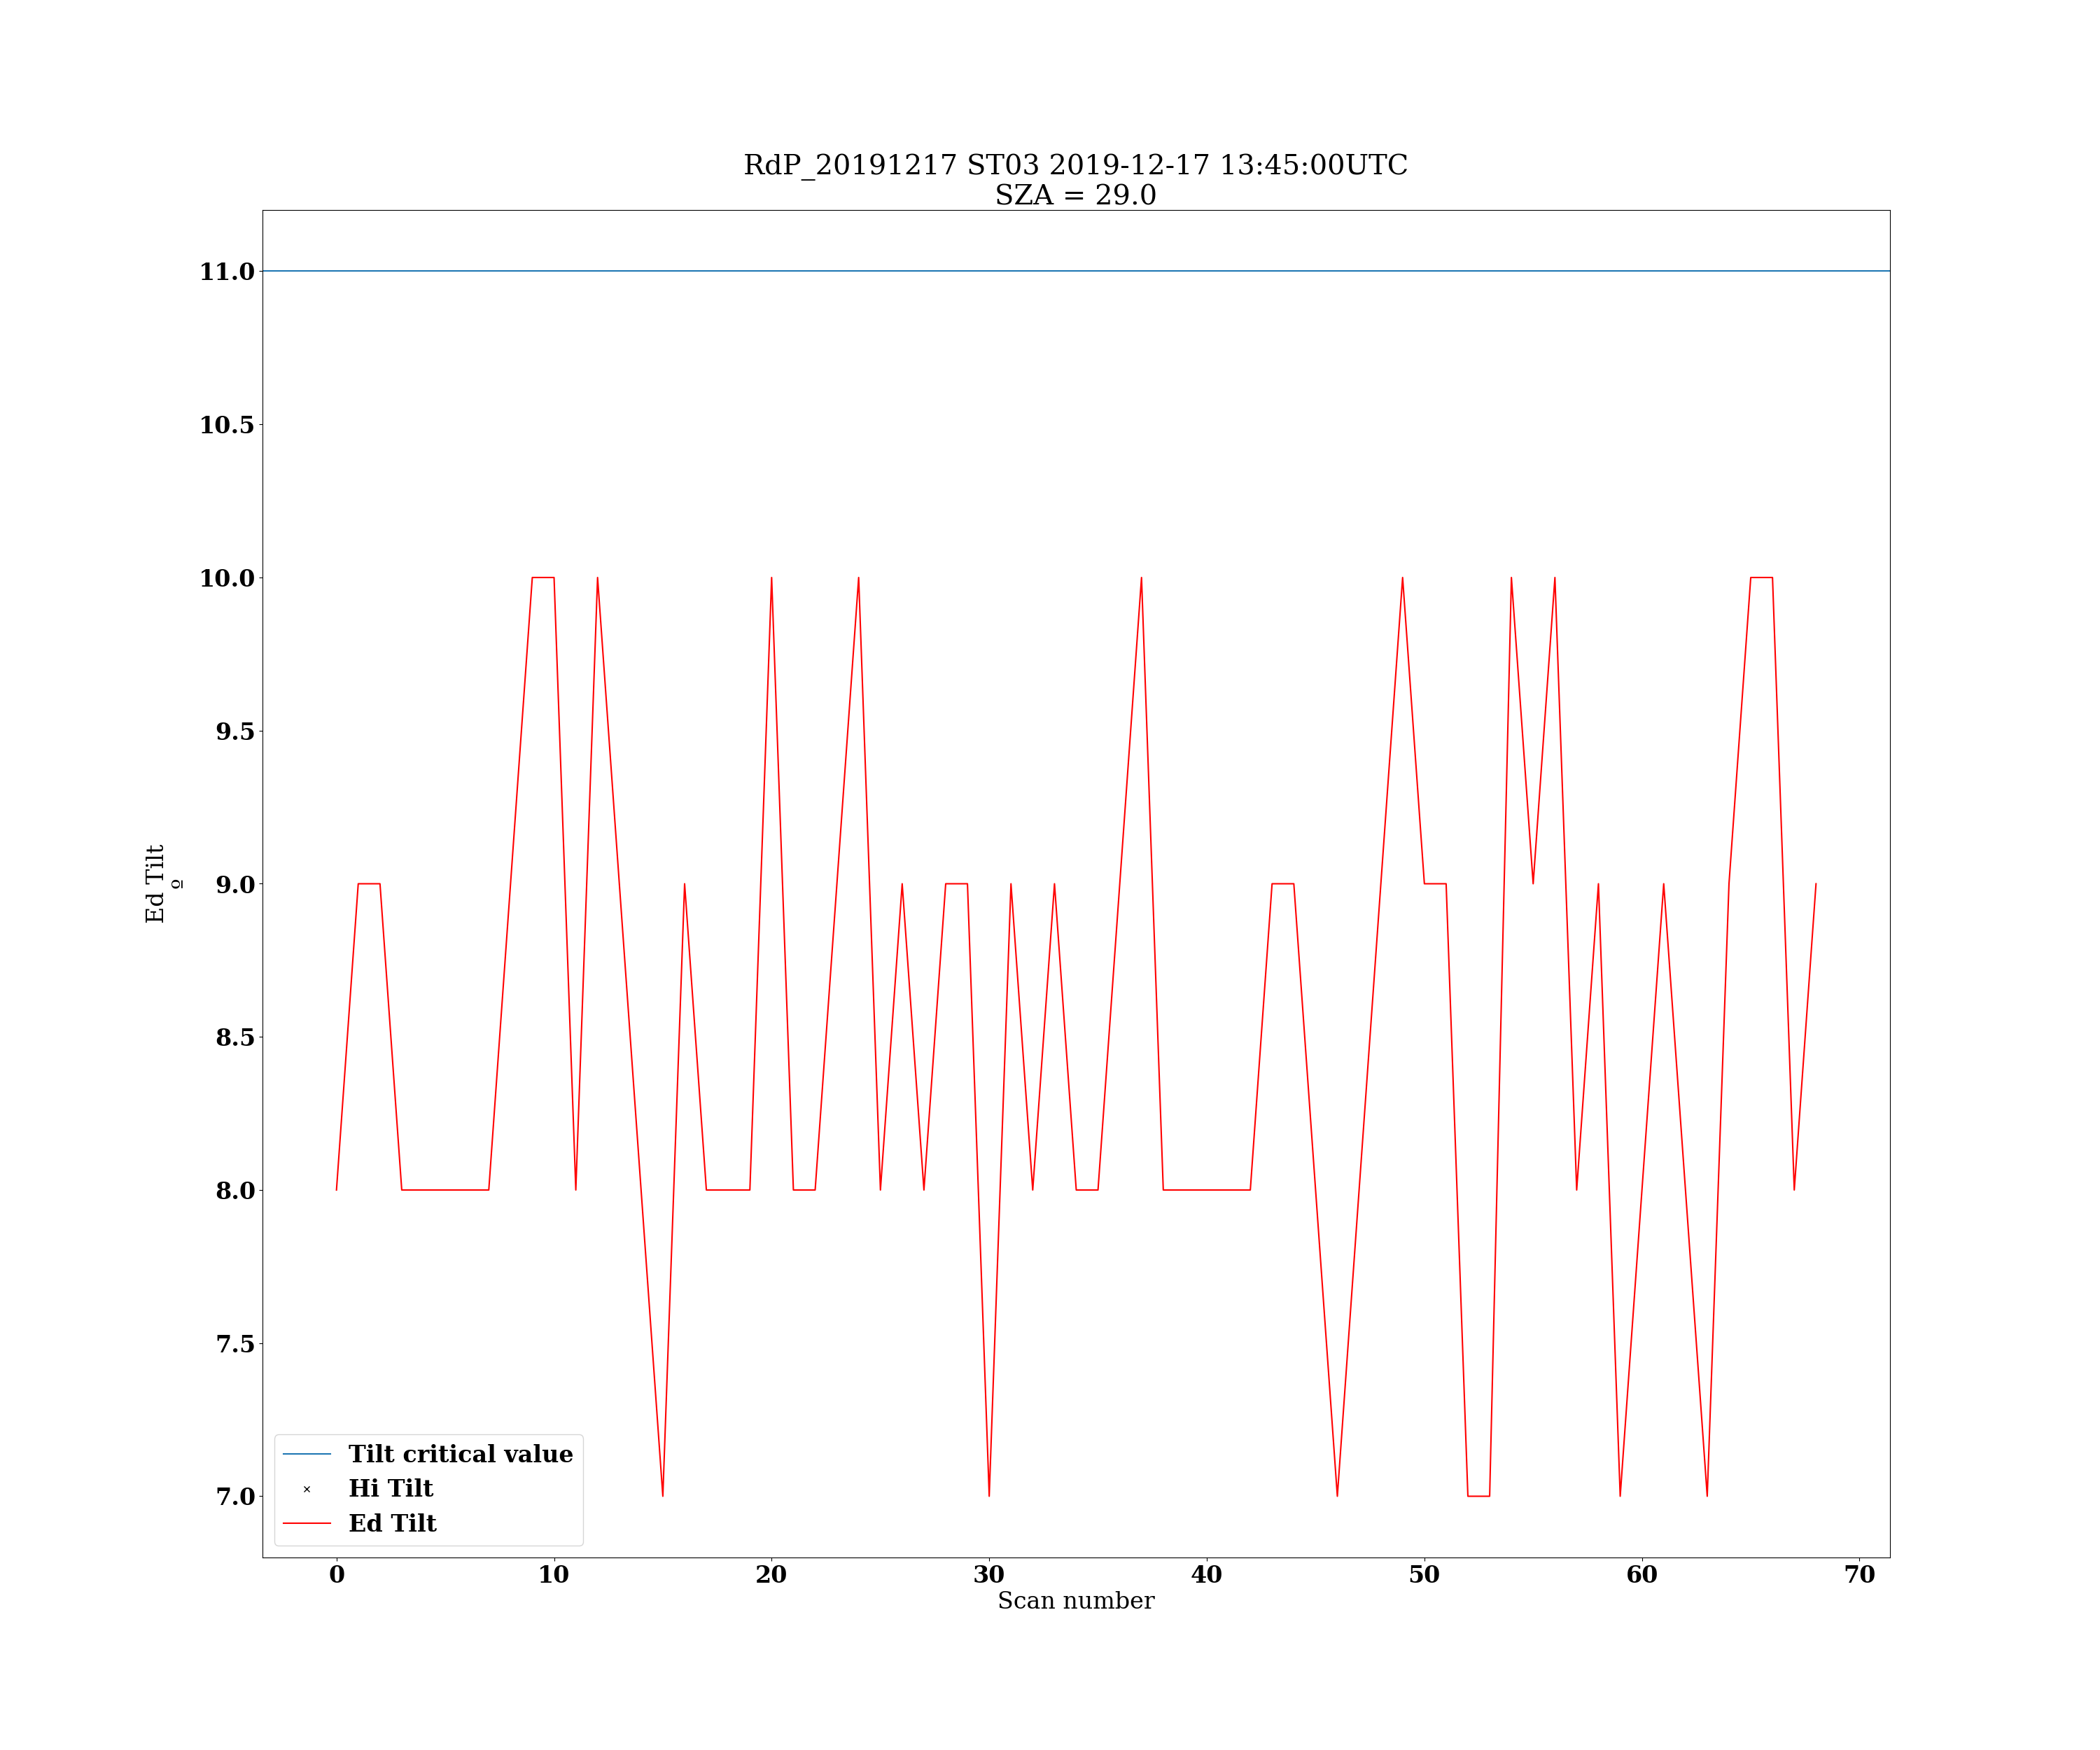 RdP_20191217 ST03 2019-12-17 13:45:00UTC
SZA = 29.0
11.0
10.5
10.0
9.5
9.0
8.5
8.0
7.5
7.0
Ed Tilt
º
Tilt critical value
Hi Tilt
Ed Tilt
0 10 20 30 40 50 60 70
Scan number